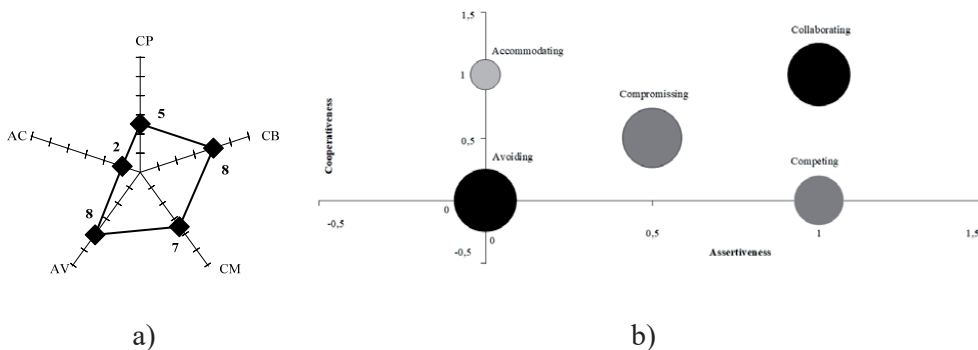 CP
5
AC
2
CB
8
8
7
AV
CM
a)
1,5
Collaborating
Accommodating
1
Compromissing
Cooperativeness
0,5
Avoiding
Competing
0
-0,5
0
0,5
1
1,5
-0,5
Assertiveness
b)